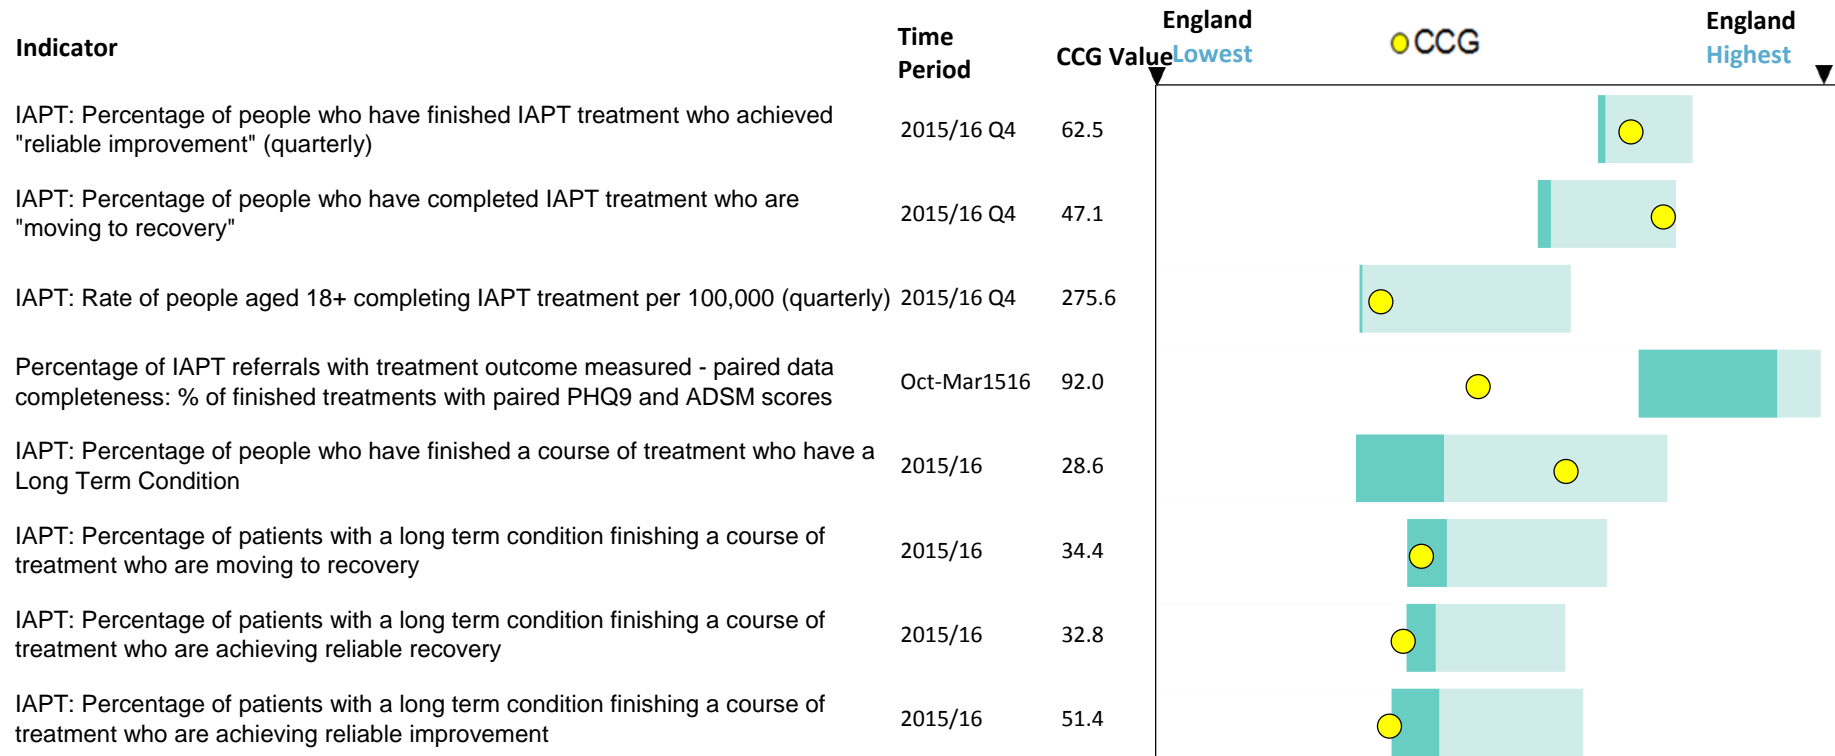 Indicator
Time
Period
CCG Value
England
Lowest
CCG
England
Highest
IAPT: Percentage of people who have finished IAPT treatment who achieved
"reliable improvement" (quarterly)
2015/16 Q4
62.5
IAPT: Percentage of people who have completed IAPT treatment who are
"moving to recovery"
2015/16 Q4
47.1
IAPT: Rate of people aged 18+ completing IAPT treatment per 100,000 (quarterly)
2015/16 Q4
275.6
Percentage of IAPT referrals with treatment outcome measured - paired data
completeness: % of finished treatments with paired PHQ9 and ADSM scores
Oct-Mar1516
92.0
IAPT: Percentage of people who have finished a course of treatment who have a
Long Term Condition
2015/16
28.6
IAPT: Percentage of patients with a long term condition finishing a course of
treatment who are moving to recovery
2015/16
34.4
IAPT: Percentage of patients with a long term condition finishing a course of
treatment who are achieving reliable recovery
2015/16
32.8
IAPT: Percentage of patients with a long term condition finishing a course of
treatment who are achieving reliable improvement
2015/16
51.4